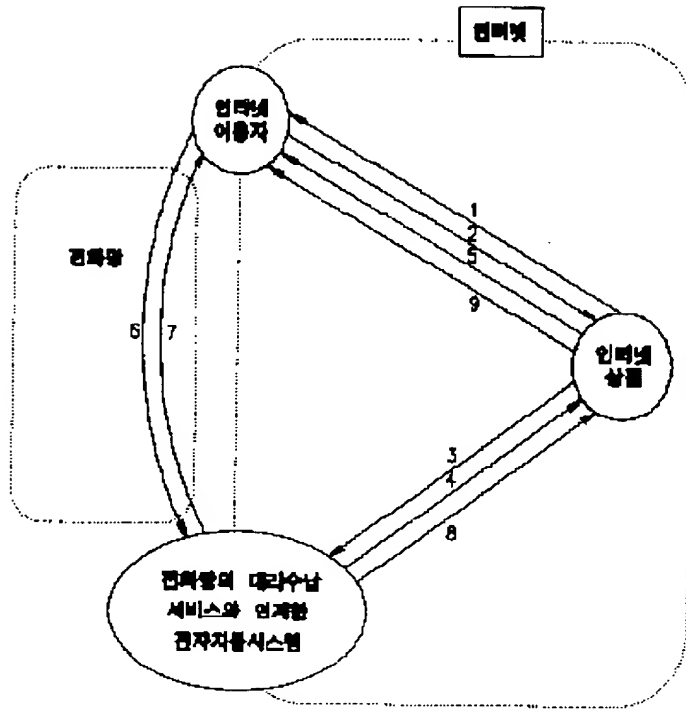 인터넷
인터넷
이용자
전화망
1
2
5
9
6
7
인터넷
상점
3
4
8
전화망의 대리수납
서비스와 연계한
전자지불시스템